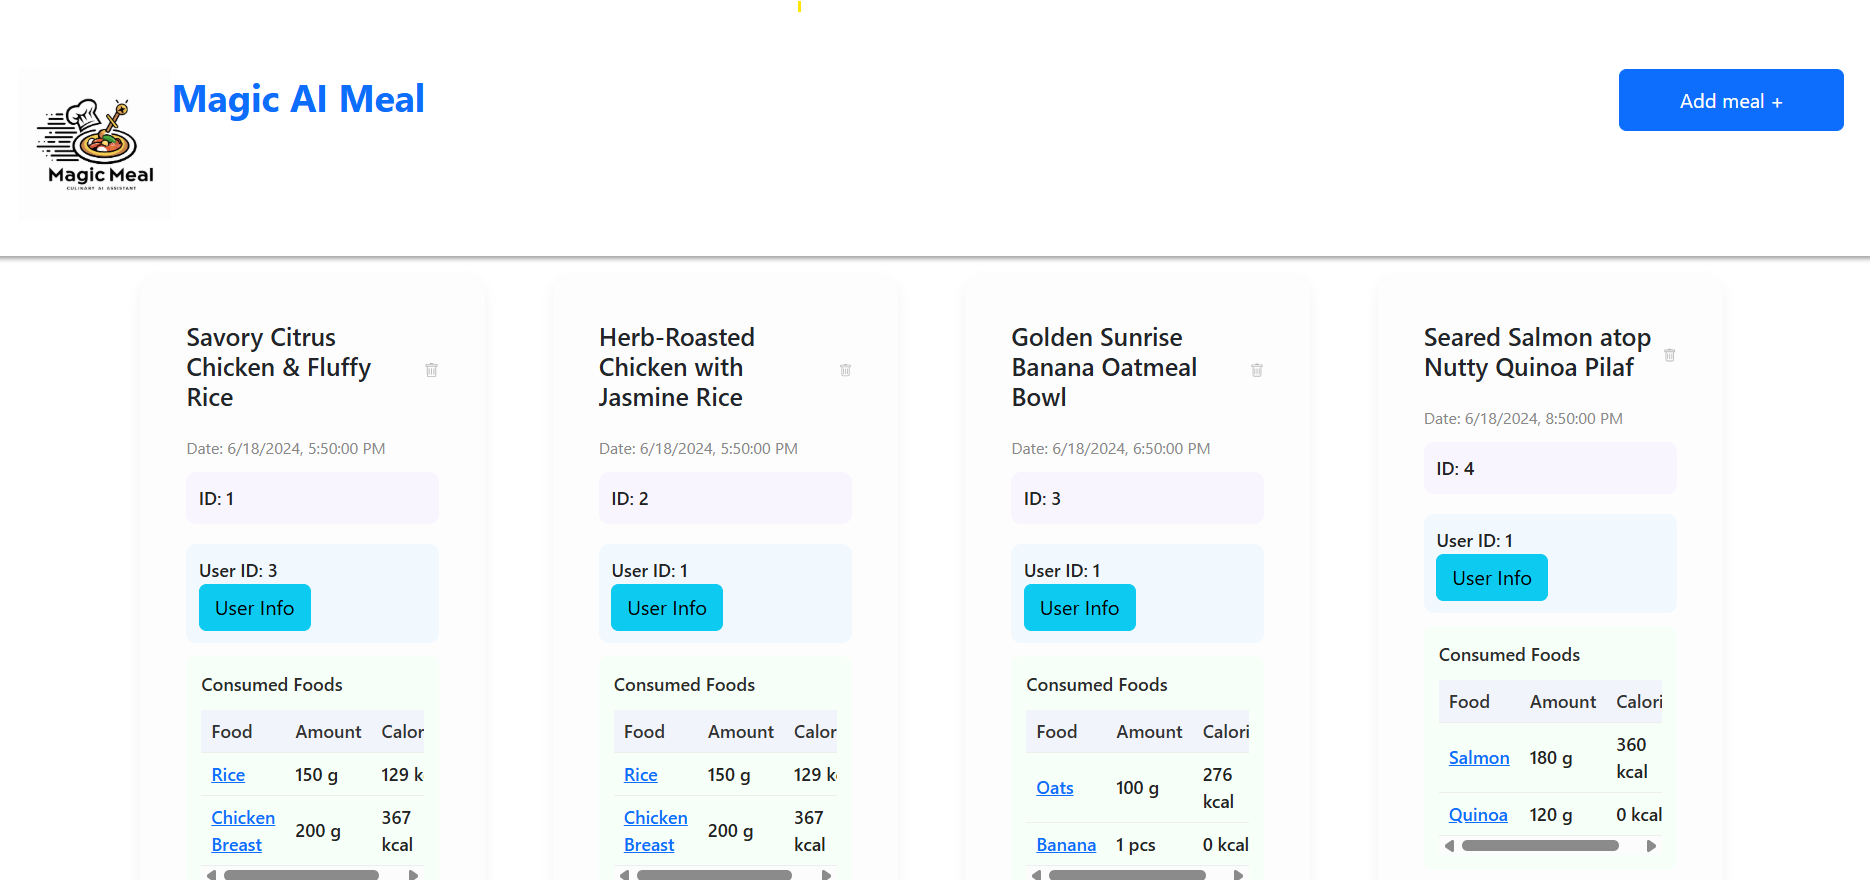 Magic AI Meal
Add meal +
Magic Meal
CULINARY AI ASSISTANT
Savory Citrus
Chicken & Fluffy
Rice
Date: 6/18/2024, 5:50:00 PM
ID: 1
User ID: 3
User Info
Consumed Foods
Food Amount Calor
Rice 150 g 129 k
Chicken
Breast
200 g
367
kcal
Herb-Roasted
Chicken with
Jasmine Rice
Date: 6/18/2024, 5:50:00 PM
ID: 2
User ID: 1
User Info
Consumed Foods
Food Amount Calor
Rice 150 g 129 k
Chicken
Breast
200 g
367
kcal
Golden Sunrise
Banana Oatmeal
Bowl
Date: 6/18/2024, 6:50:00 PM
ID: 3
User ID: 1
User Info
Consumed Foods
Food Amount Calori
Oats
100 g
276
kcal
Banana 1 pcs 0 kcal
Seared Salmon atop
Nutty Quinoa Pilaf
Date: 6/18/2024, 8:50:00 PM
ID: 4
User ID: 1
User Info
Consumed Foods
Food Amount Calori
Salmon
180 g
360
kcal
Quinoa 120 g 0 kcal